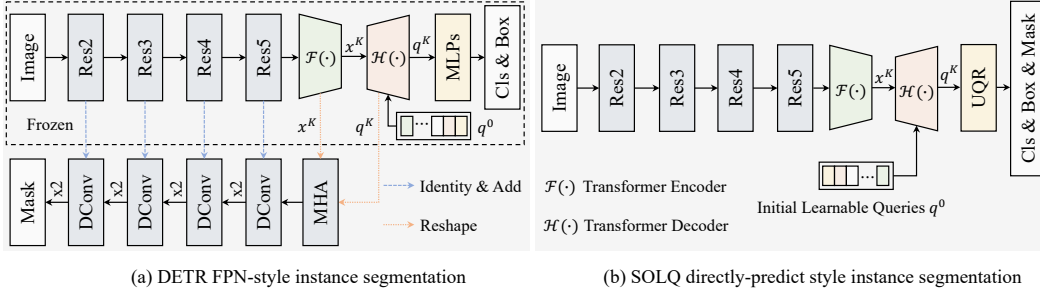 Image
Res2
Res3
Res4
Res5
ℱ(·)
x^K
ℋ(·)
q^K
MLPs
Cls & Box
Frozen
x^K
q^K
q^0
Mask
x2
DConv
x2
DConv
x2
DConv
x2
DConv
MHA
Identity & Add
Reshape
(a) DETR FPN-style instance segmentation
Image
Res2
Res3
Res4
Res5
ℱ(·)
x^K
ℋ(·)
q^K
UQR
Cls & Box & Mask
ℱ(·) Transformer Encoder
ℋ(·) Transformer Decoder
Initial Learnable Queries q^0
(b) SOLQ directly-predict style instance segmentation